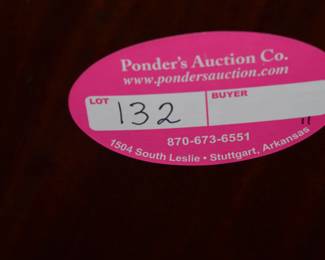 Ponder's Auction Co.
www.pondersauction.com
LOT BUYER
132
870-673-6551
1504 South Leslie • Stuttgart, Arkansas